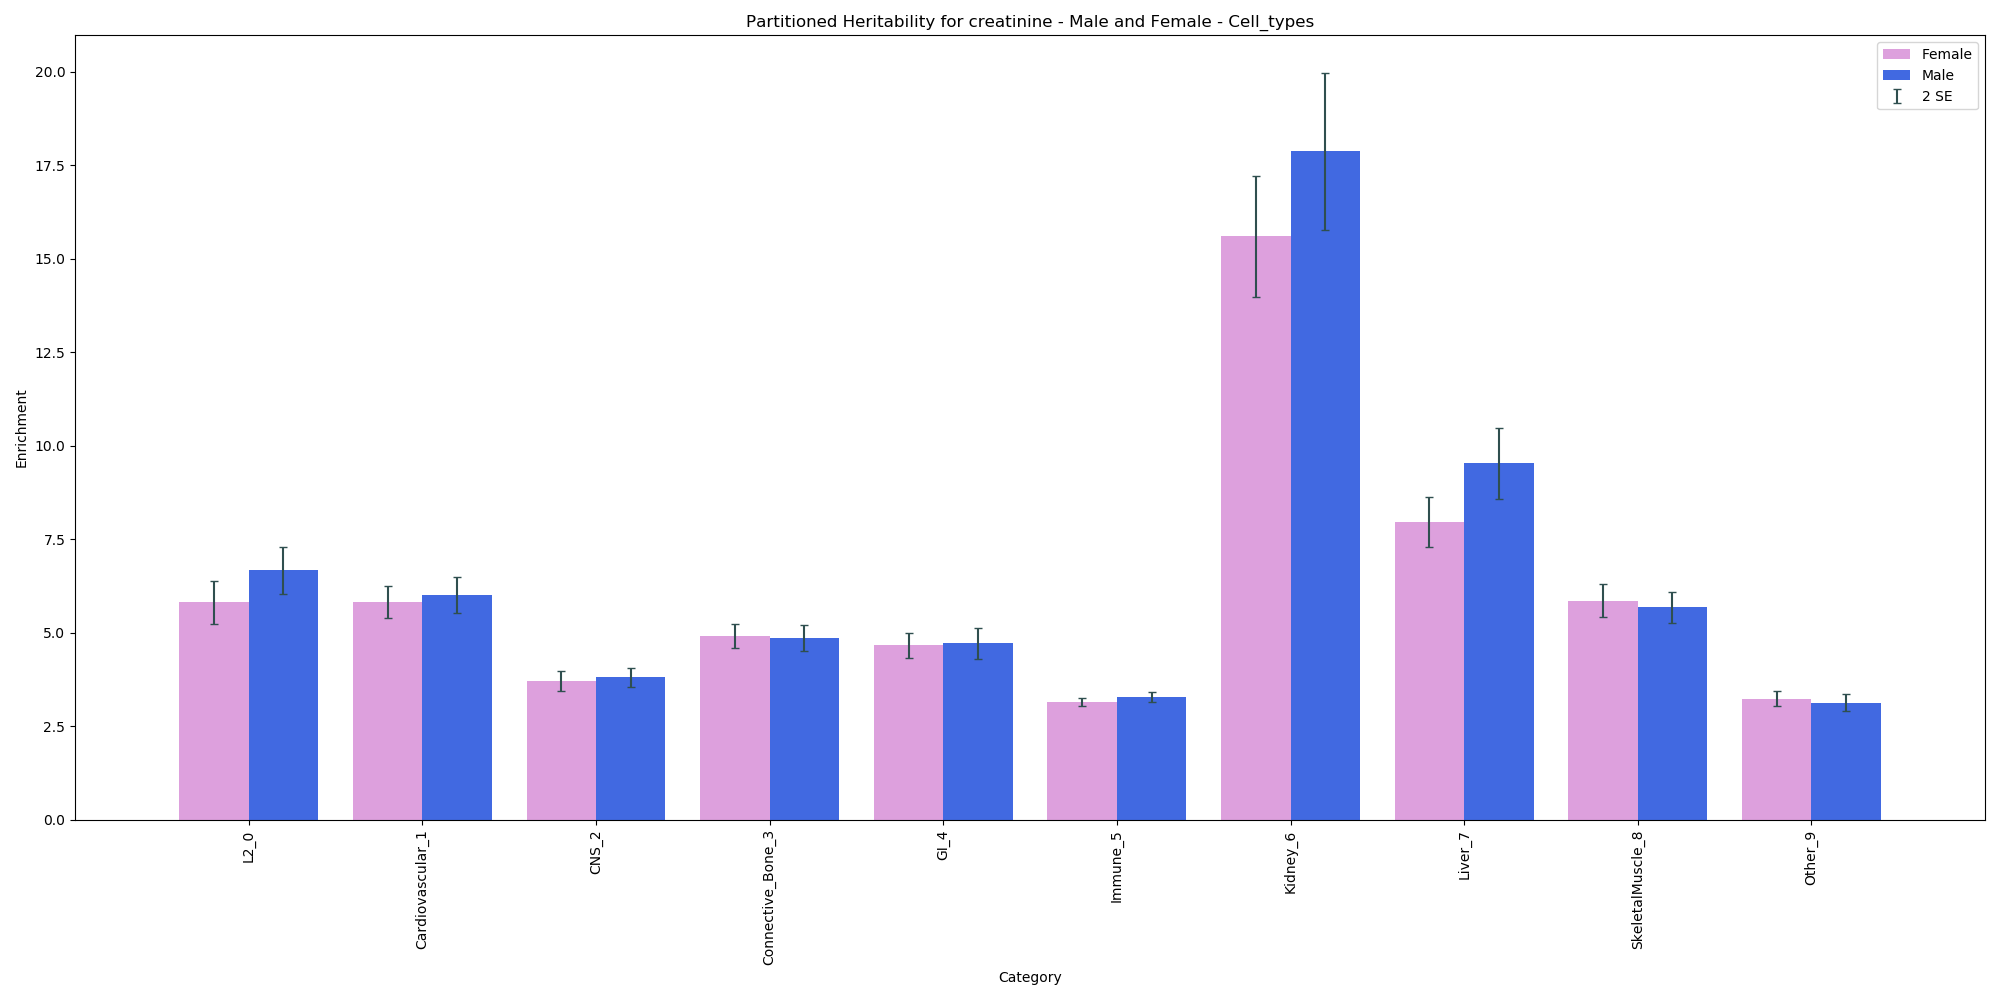 Partitioned Heritability for creatinine - Male and Female - Cell_types
Female
Male
2 SE
20.0
17.5
15.0
12.5
10.0
7.5
5.0
2.5
0.0
Enrichment
L2_0
Cardiovascular_1
CNS_2
Connective_Bone_3
GI_4
Immune_5
Kidney_6
Liver_7
SkeletalMuscle_8
Other_9
Category